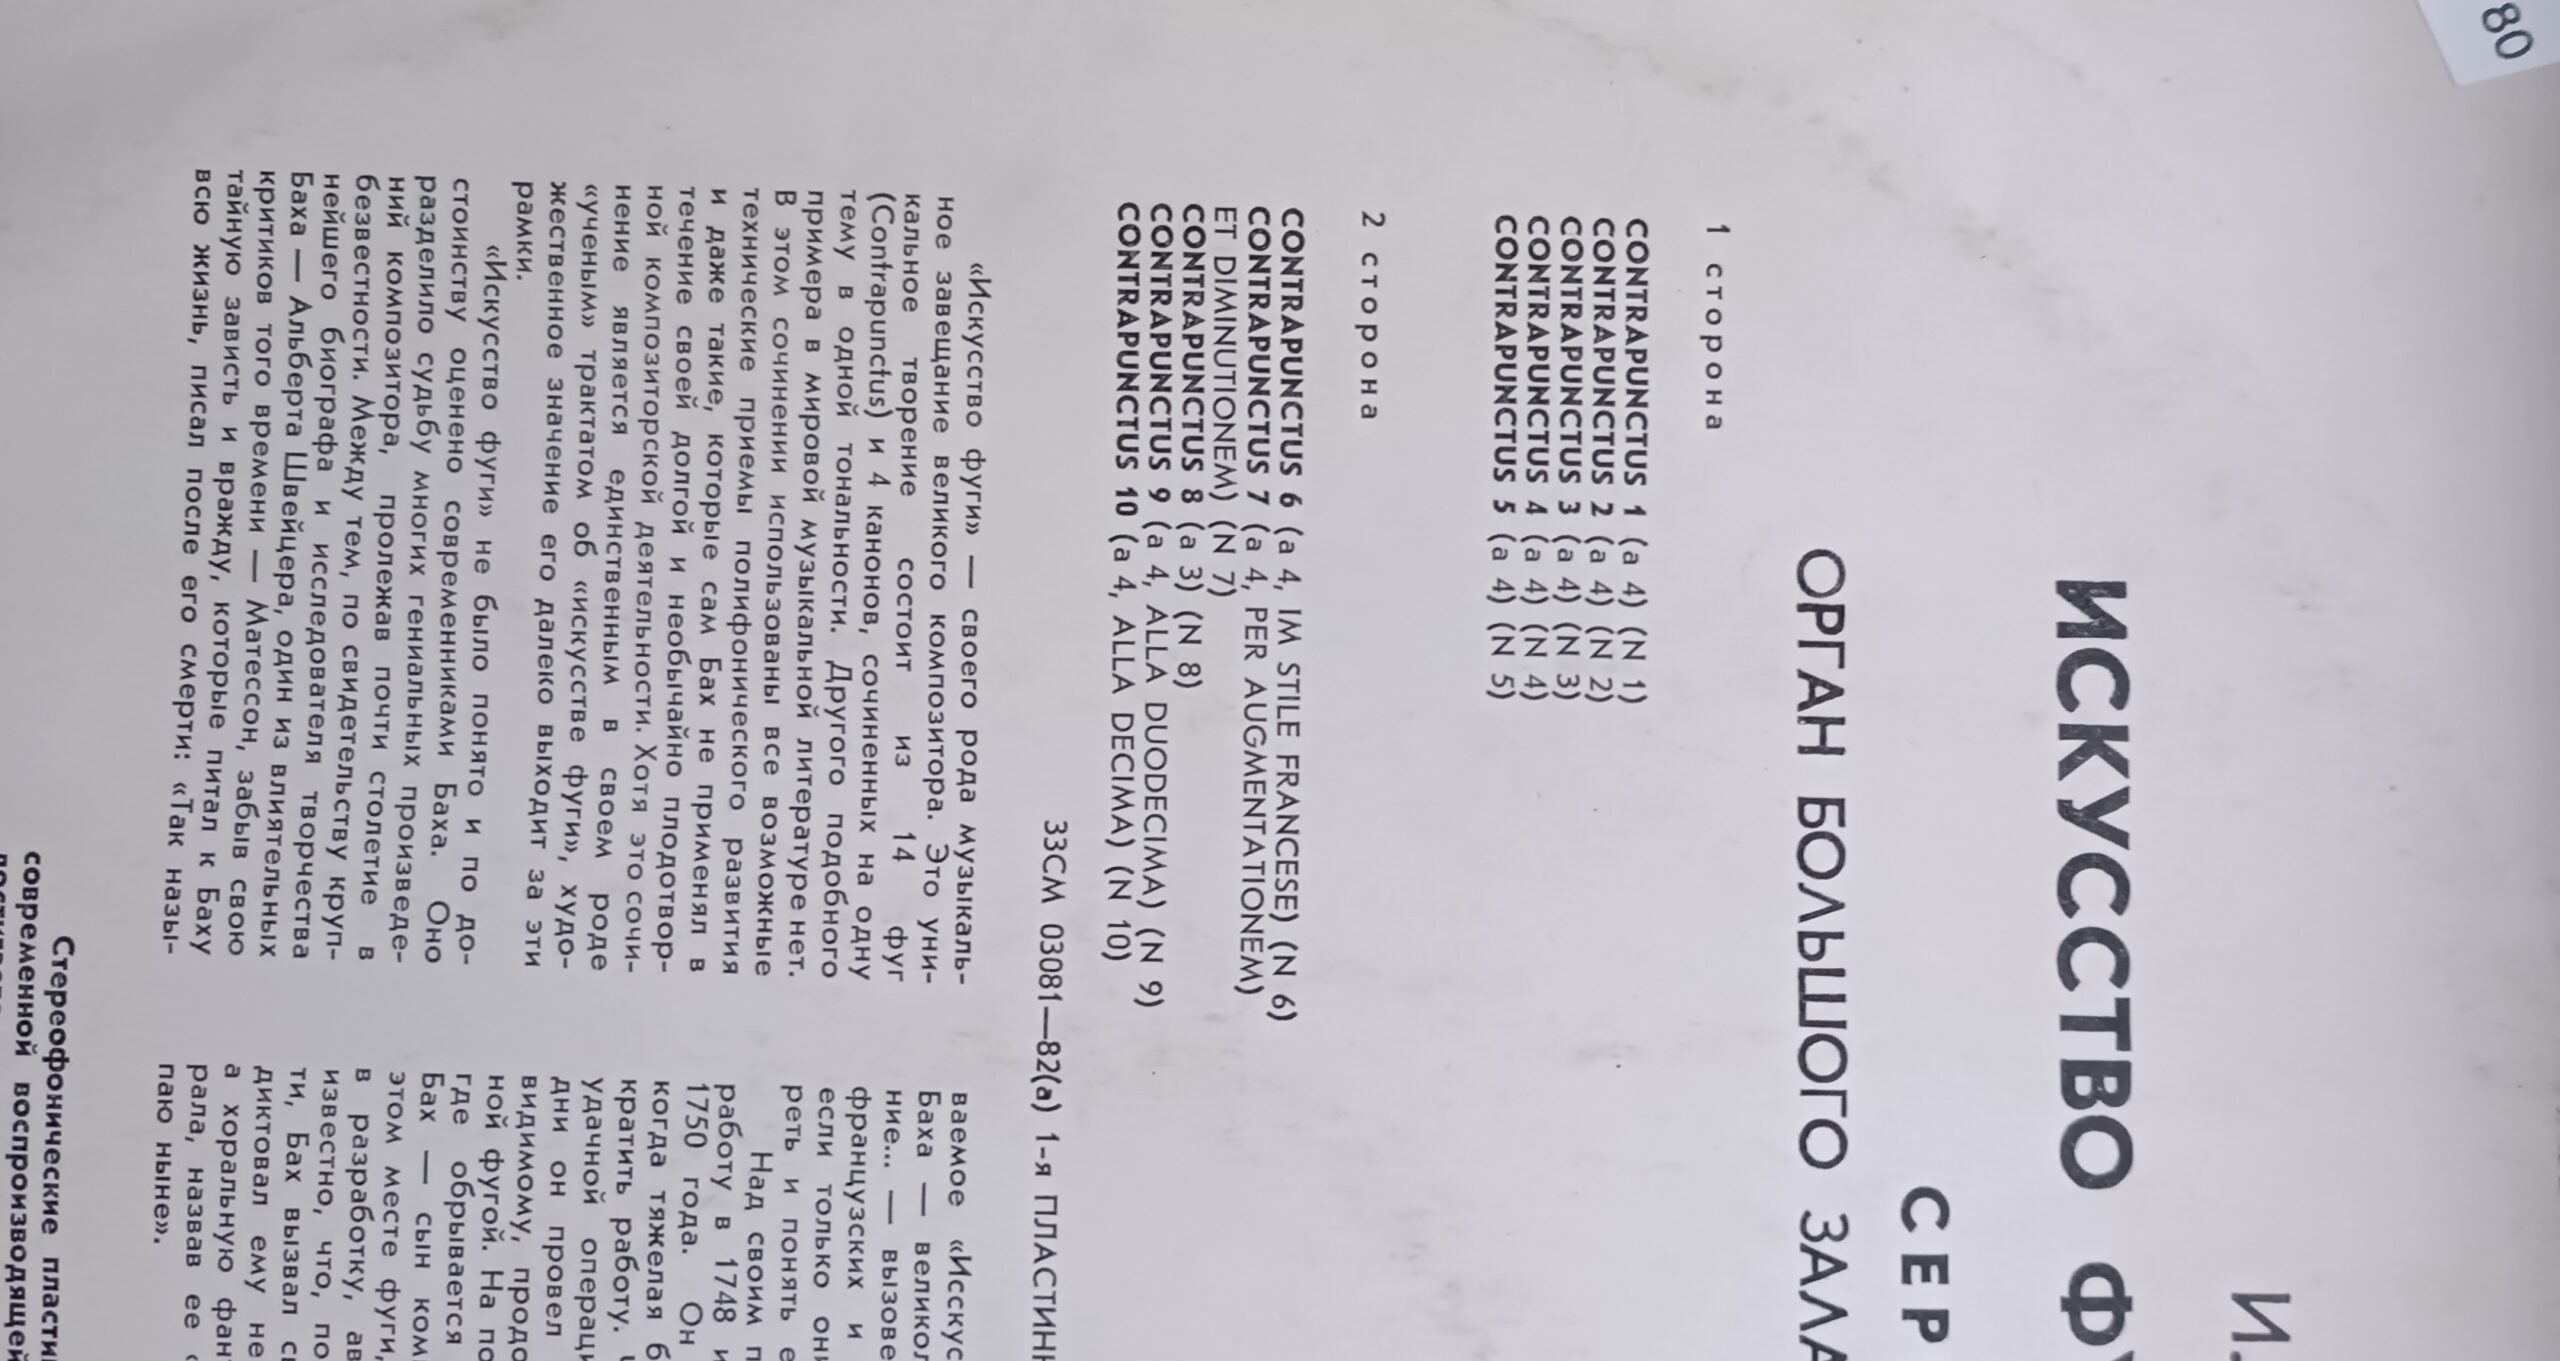 80
И.
ИСКУССТВО
СЕР
ОРГАН БОЛЬШОГО ЗАЛА
1 сторона
CONTRAPUNCTUS 1 (a 4) (N 1)
CONTRAPUNCTUS 2 (a 4) (N 2)
CONTRAPUNCTUS 3 (a 4) (N 3)
CONTRAPUNCTUS 4 (a 4) (N 4)
CONTRAPUNCTUS 5 (a 4) (N 5)
2 сторона
CONTRAPUNCTUS 6 (a 4, IM STILE FRANCESE) (N 6)
CONTRAPUNCTUS 7 (a 4, PER AUGMENTATIONEM)
ET DIMINUTIONEM) (N 7)
CONTRAPUNCTUS 8 (a 3) (N 8)
CONTRAPUNCTUS 9 (a 4, ALLA DUODECIMA) (N 9)
CONTRAPUNCTUS 10 (a 4, ALLA DECIMA) (N 10)
33СМ 03081—82(а) 1-я ПЛАСТИН
«Искусство фуги» — своего рода музыкаль-
ное завещание великого композитора. Это уни-
кальное творение состоит из 14 фуг
(Contrapunctus) и 4 канонов, сочиненных на одну
тему в одной тональности. Другого подобного
примера в мировой музыкальной литературе нет.
В этом сочинении использованы все возможные
технические приемы полифонического развития
и даже такие, которые сам Бах не применял в
течение своей долгой и необычайно плодотвор-
ной композиторской деятельности. Хотя это сочи-
нение является единственным в своем роде
«ученым» трактатом об «искусстве фуги», худо-
жественное значение его далеко выходит за эти
рамки.
«Искусство фуги» не было понято и по до-
стоинству оценено современниками Баха. Оно
разделило судьбу многих гениальных произведе-
ний композитора, пролежав почти столетие в
безвестности. Между тем, по свидетельству круп-
нейшего биографа и исследователя творчества
Баха — Альберта Швейцера, один из влиятельных
критиков того времени — Матессон, забыв свою
тайную зависть и вражду, которые питал к Баху
всю жизнь, писал после его смерти: «Так назы-
ваемое «Исскус
Баха — великол
ние... — вызове
французских и
если только они
реть и понять е
Над своим п
работу в 1748 и
1750 года. Он
когда тяжелая б
кратить работу.
удачной операци
дни он провел
видимому, продо
ной фугой. На по
где обрывается
Бах — сын ком
этом месте фуги,
в разработку, ав
известно, что, по
ти, Бах вызвал с
диктовал ему не
а хоральную фан
рала, назвав ее «
паю ныне».
Стереофонические пласти
современной воспроизводящей